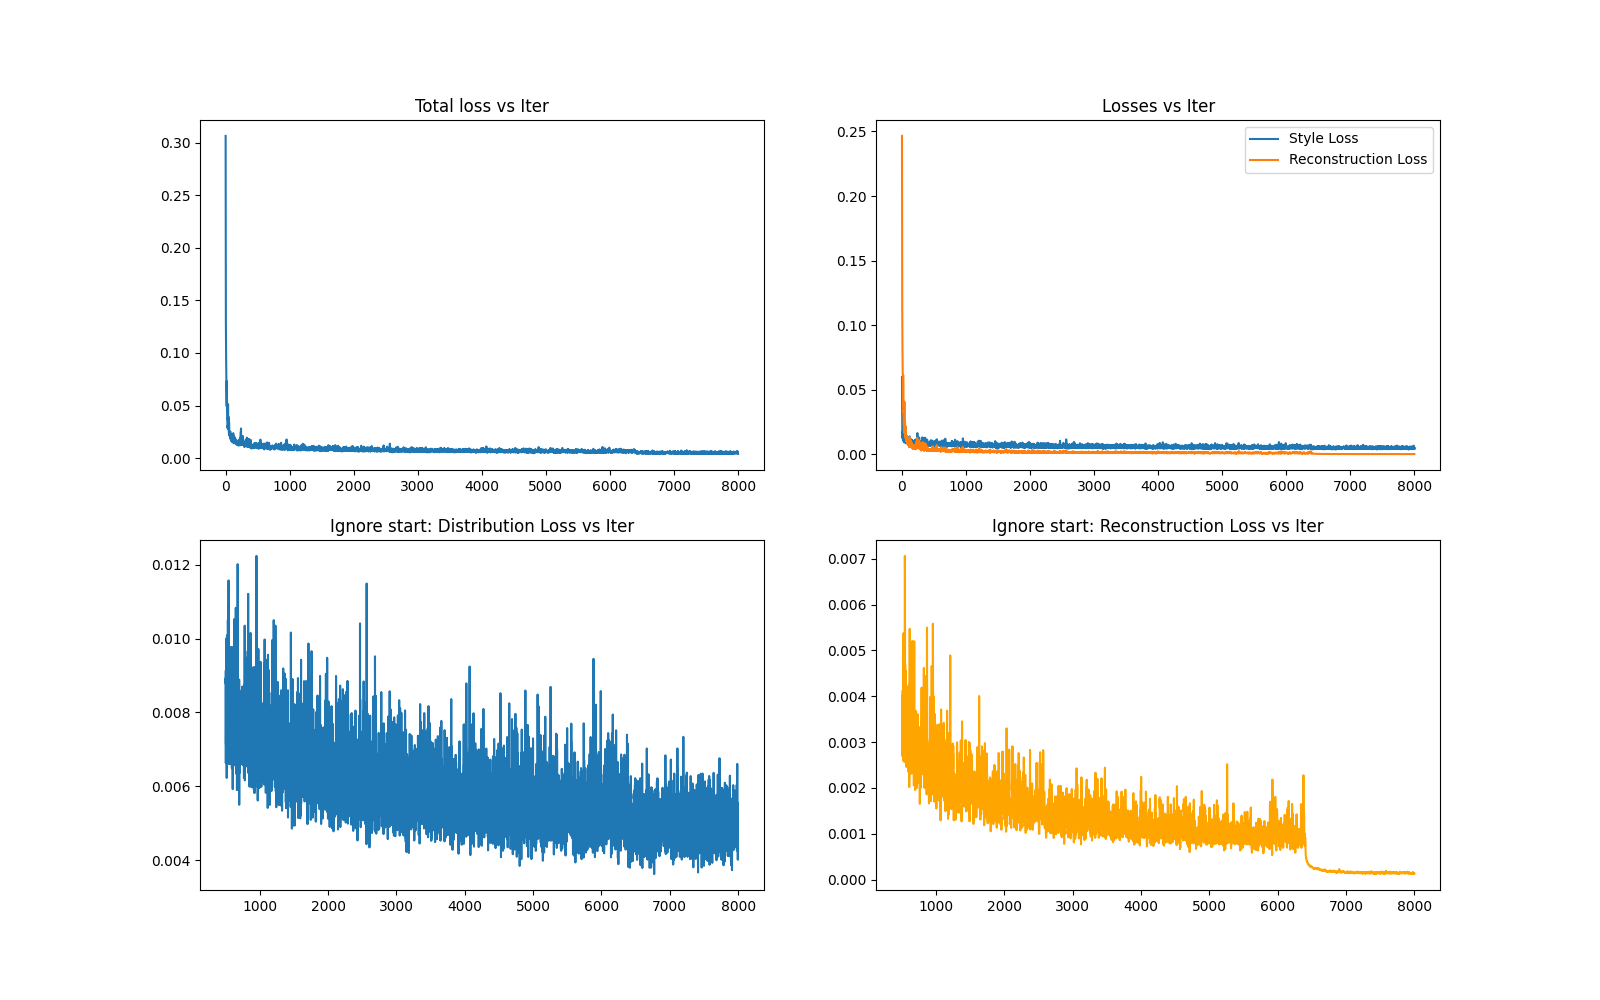 Total loss vs Iter
0.30
0.25
0.20
0.15
0.10
0.05
0.00
0 1000 2000 3000 4000 5000 6000 7000 8000
Losses vs Iter
Style Loss
Reconstruction Loss
0.25
0.20
0.15
0.10
0.05
0.00
0 1000 2000 3000 4000 5000 6000 7000 8000
Ignore start: Distribution Loss vs Iter
0.012
0.010
0.008
0.006
0.004
1000 2000 3000 4000 5000 6000 7000 8000
Ignore start: Reconstruction Loss vs Iter
0.007
0.006
0.005
0.004
0.003
0.002
0.001
0.000
1000 2000 3000 4000 5000 6000 7000 8000